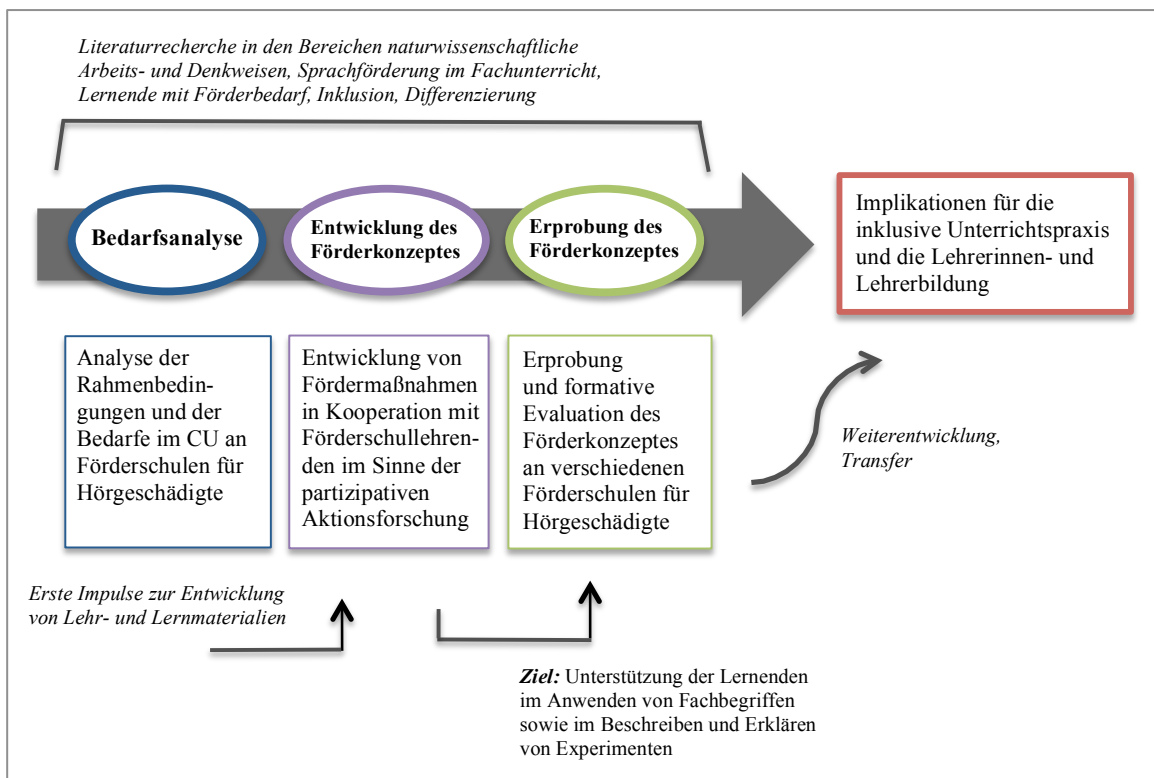 Literaturrecherche in den Bereichen naturwissenschaftliche
Arbeits- und Denkweisen, Sprachförderung im Fachunterricht,
Lernende mit Förderbedarf, Inklusion, Differenzierung
Bedarfsanalyse
Entwicklung des
Förderkonzeptes
Erprobung des
Förderkonzeptes
Implikationen für die
inklusive Unterrichtspraxis
und die Lehrerinnen- und
Lehrerbildung
Analyse der
Rahmenbedin-
gungen und der
Bedarfe im CU an
Förderschulen für
Hörgeschädigte
Entwicklung von
Fördermaßnahmen
in Kooperation mit
Förderschullehren-
den im Sinne der
partizipativen
Aktionsforschung
Erprobung
und formative
Evaluation des
Förderkonzeptes
an verschiedenen
Förderschulen für
Hörgeschädigte
Weiterentwicklung,
Transfer
Erste Impulse zur Entwicklung
von Lehr- und Lernmaterialien
Ziel: Unterstützung der Lernenden
im Anwenden von Fachbegriffen
sowie im Beschreiben und Erklären
von Experimenten